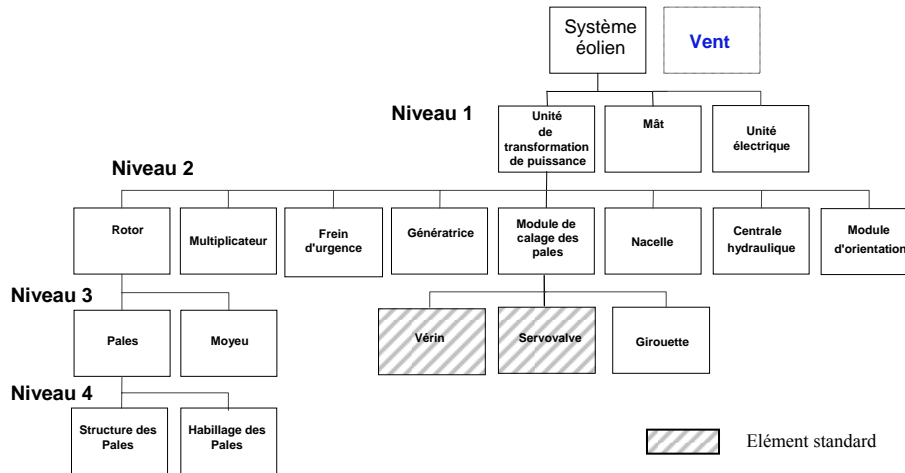 Système
éolien
Vent
Niveau 1
Unité
de
transformation
de puissance
Mât
Unité
électrique
Niveau 2
Rotor
Multiplicateur
Frein
d'urgence
Génératrice
Module de
calage des
pales
Nacelle
Centrale
hydraulique
Module
d'orientation
Niveau 3
Pales
Moyeu
Vérin
Servovalve
Girouette
Niveau 4
Structure des
Pales
Habillage des
Pales
Elément standard